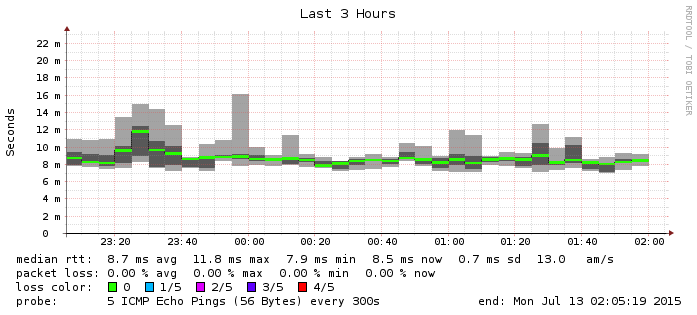 Last 3 Hours
RRDTOOL / TOBI OETIKER
Seconds
22 m
20 m
18 m
16 m
14 m
12 m
10 m
8 m
6 m
4 m
2 m
0
23:20 23:40 00:00 00:20 00:40 01:00 01:20 01:40 02:00
median rtt: 8.7 ms avg 11.8 ms max 7.9 ms min 8.5 ms now 0.7 ms sd 13.0 am/s
packet loss: 0.00 % avg 0.00 % max 0.00 % min 0.00 % now
loss color: 0 1/5 2/5 3/5 4/5
probe: 5 ICMP Echo Pings (56 Bytes) every 300s end: Mon Jul 13 02:05:19 2015